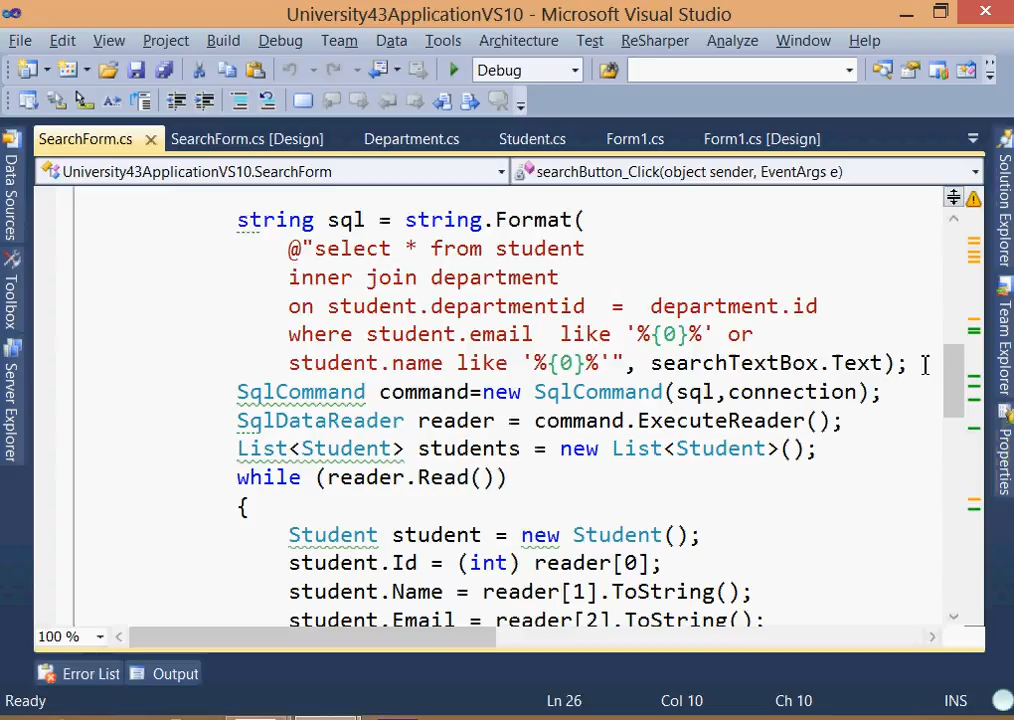 University43ApplicationVS10 - Microsoft Visual Studio
File Edit View Project Build Debug Team Data Tools Architecture Test ReSharper Analyze Window Help
Debug
SearchForm.cs SearchForm.cs [Design] Department.cs Student.cs Form1.cs Form1.cs [Design]
University43ApplicationVS10.SearchForm searchButton_Click(object sender, EventArgs e)
Data Sources
Toolbox
Server Explorer
string sql = string.Format(
@"select * from student
inner join department
on student.departmentid  =  department.id
where student.email  like '%{0}%' or
student.name like '%{0}%'", searchTextBox.Text);
SqlCommand command=new SqlCommand(sql,connection);
SqlDataReader reader = command.ExecuteReader();
List<Student> students = new List<Student>();
while (reader.Read())
{
Student student = new Student();
student.Id = (int) reader[0];
student.Name = reader[1].ToString();
student.Email = reader[2].ToString();
Solution Explorer
Team Explorer
Properties
100 %
Error List Output
Ready Ln 26 Col 10 Ch 10 INS